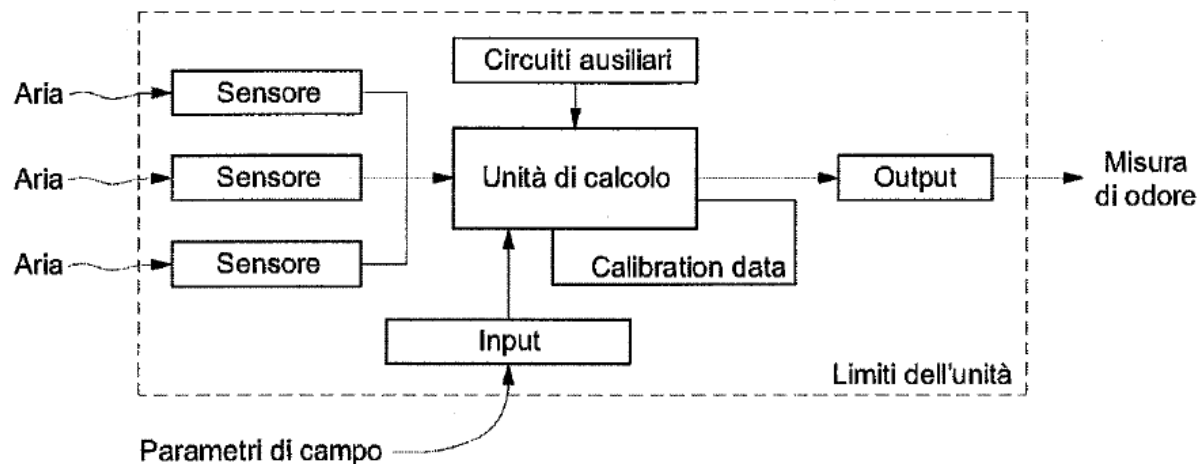 Circuiti ausiliari
Aria
Sensore
Aria
Sensore
Unità di calcolo
Output
Misura
di odore
Aria
Sensore
Calibration data
Input
Limiti dell'unità
Parametri di campo